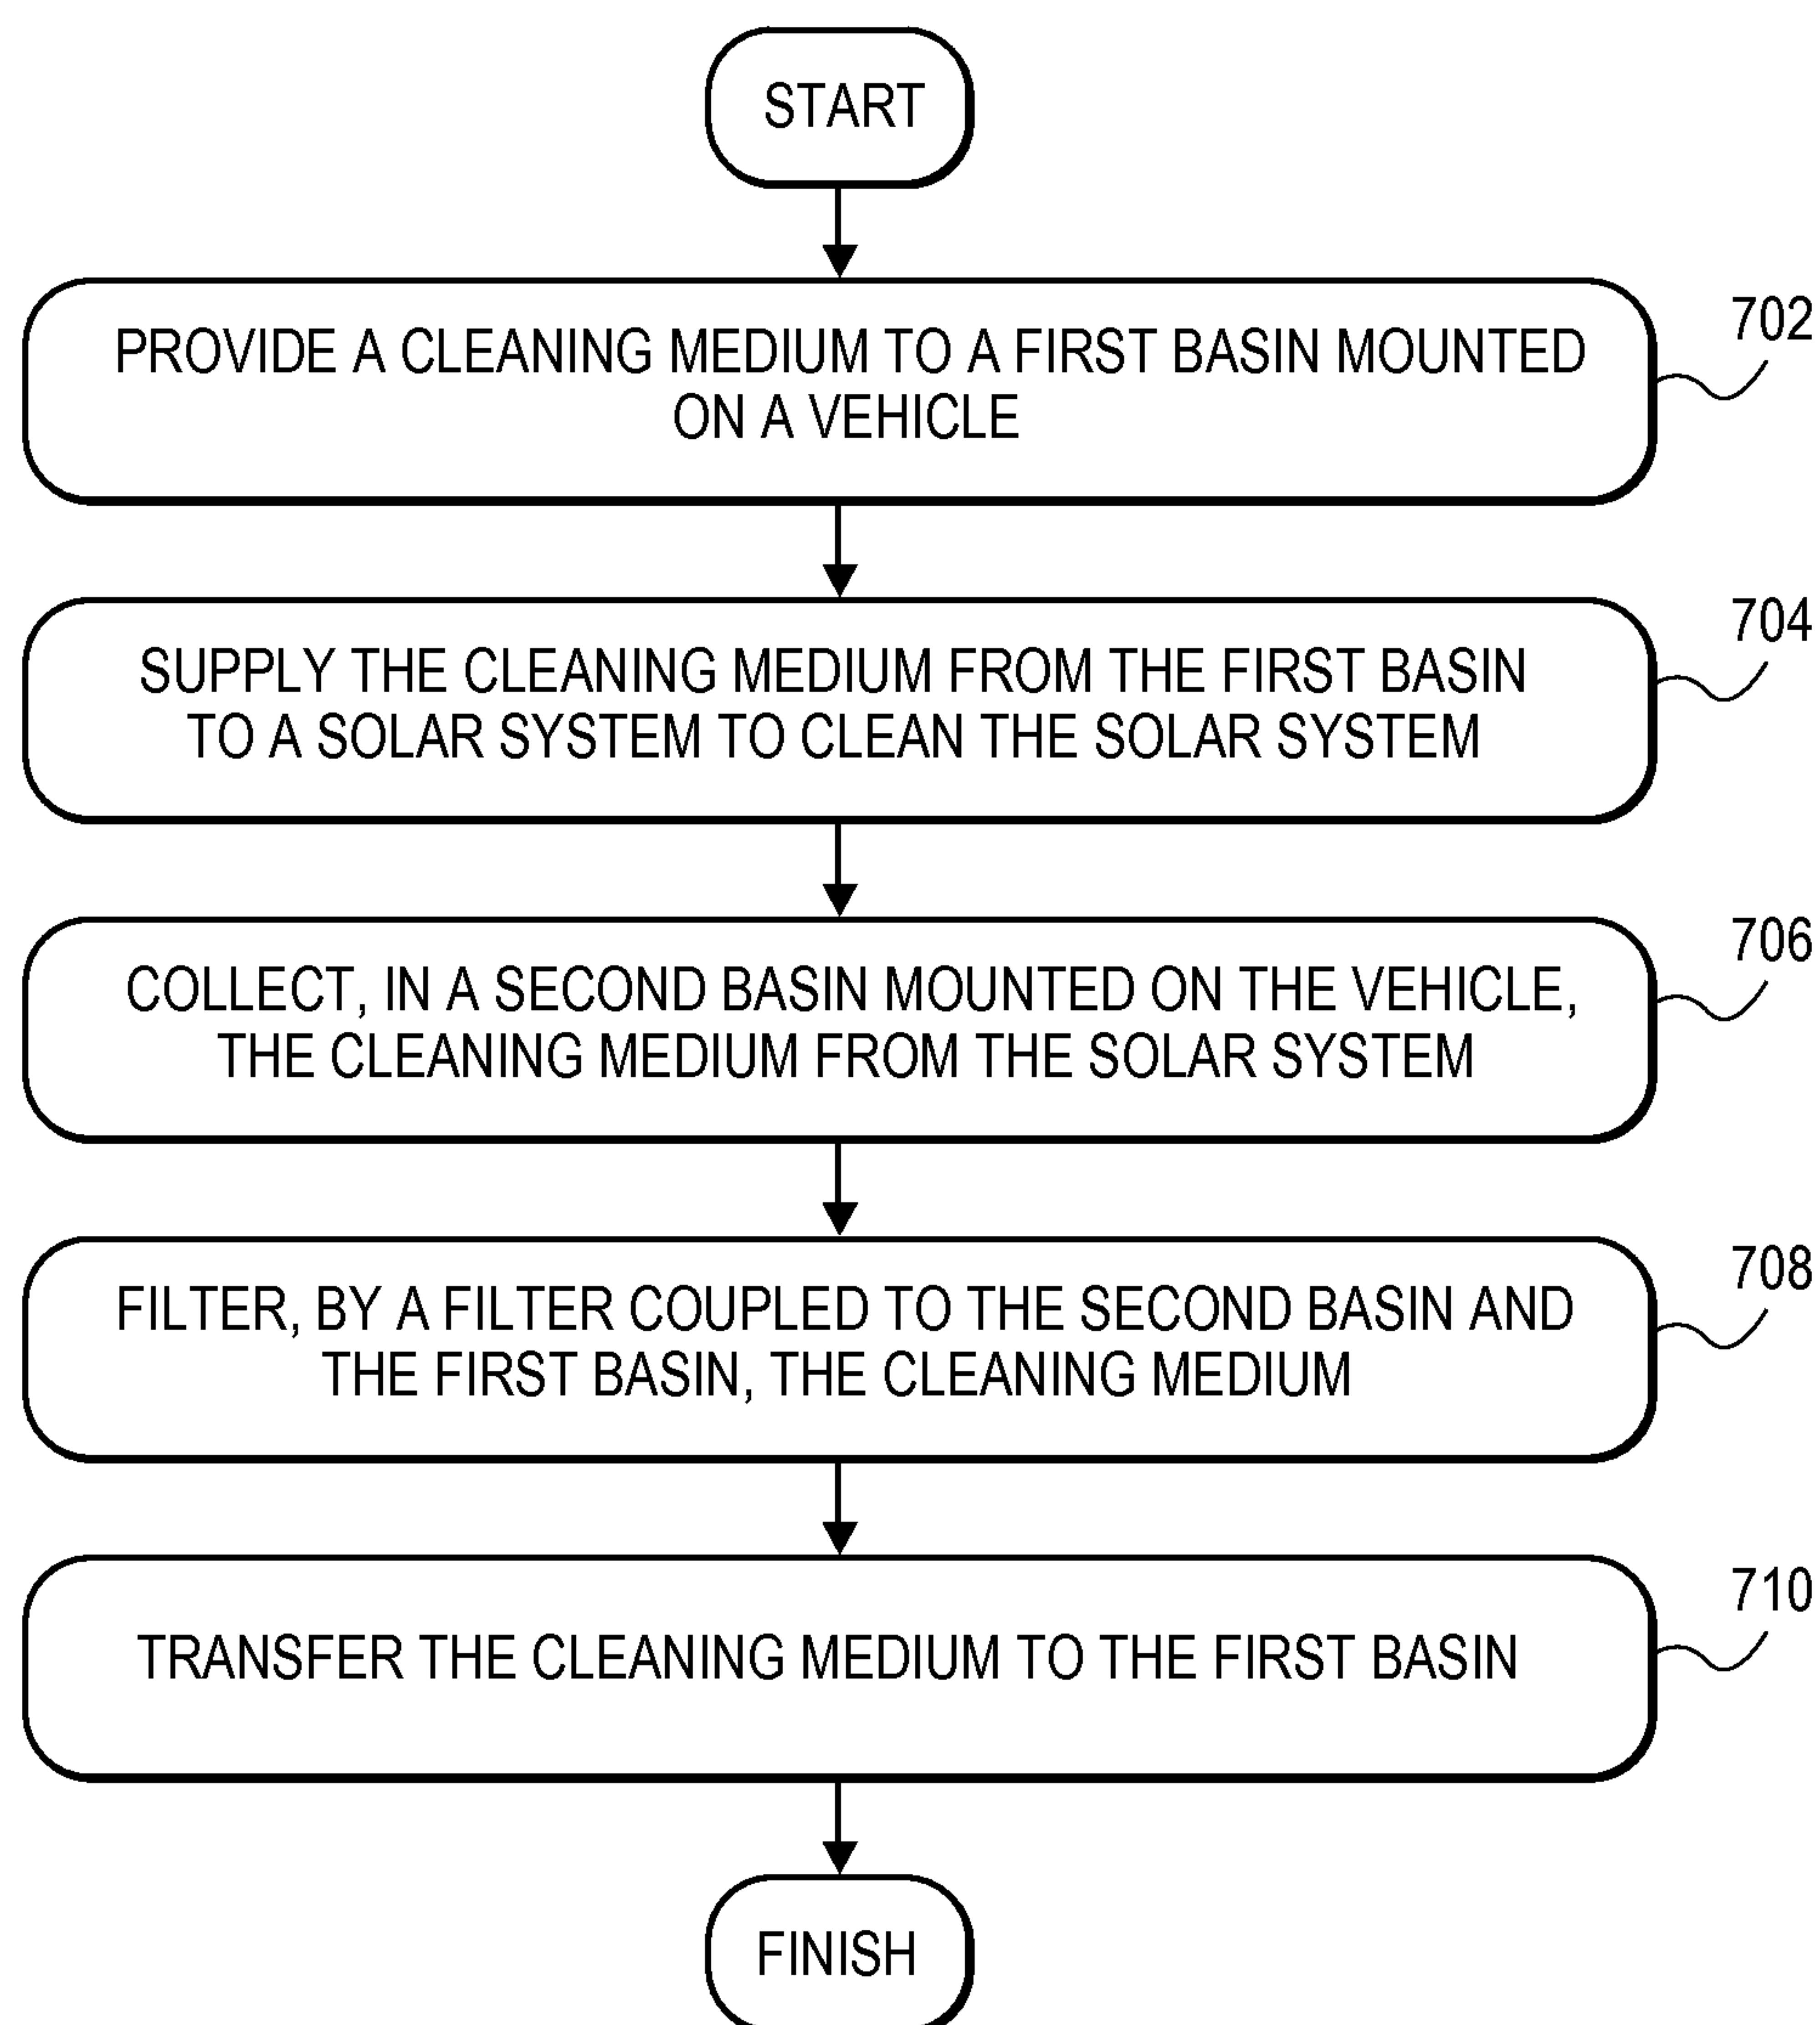 START
PROVIDE A CLEANING MEDIUM TO A FIRST BASIN MOUNTED
ON A VEHICLE
702
SUPPLY THE CLEANING MEDIUM FROM THE FIRST BASIN
TO A SOLAR SYSTEM TO CLEAN THE SOLAR SYSTEM
704
COLLECT, IN A SECOND BASIN MOUNTED ON THE VEHICLE,
THE CLEANING MEDIUM FROM THE SOLAR SYSTEM
706
FILTER, BY A FILTER COUPLED TO THE SECOND BASIN AND
THE FIRST BASIN, THE CLEANING MEDIUM
708
TRANSFER THE CLEANING MEDIUM TO THE FIRST BASIN
710
FINISH